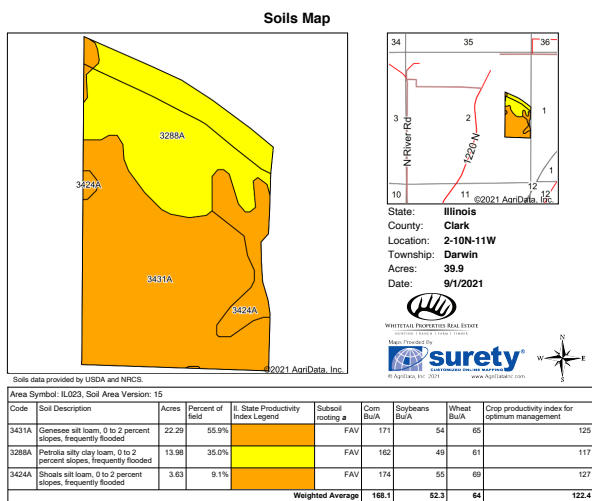 Soils Map
3288A
3424A
3431A
3424A
©2021 AgriData, Inc.
Soils data provided by USDA and NRCS.
34 35 36
3 2 1
N River Rd
1220 N
1
10 11 12
12
©2021 AgriData, Inc.
State: Illinois
County: Clark
Location: 2-10N-11W
Township: Darwin
Acres: 39.9
Date: 9/1/2021
WHITETAIL PROPERTIES REAL ESTATE
HUNTING | RANCH | FARM | TIMBER
Maps Provided By
surety®
CUSTOMIZED ONLINE MAPPING
© AgriData, Inc. 2021 www.AgriDataInc.com
N
W E
S
Area Symbol: IL023, Soil Area Version: 15
Code Soil Description Acres Percent of field II. State Productivity Index Legend Subsoil rooting a Corn Bu/A Soybeans Bu/A Wheat Bu/A Crop productivity index for optimum management
3431A Genesee silt loam, 0 to 2 percent slopes, frequently flooded 22.29 55.9% FAV 171 54 65 125
3288A Petrolia silty clay loam, 0 to 2 percent slopes, frequently flooded 13.98 35.0% FAV 162 49 61 117
3424A Shoals silt loam, 0 to 2 percent slopes, frequently flooded 3.63 9.1% FAV 174 55 69 127
Weighted Average 168.1 52.3 64 122.4